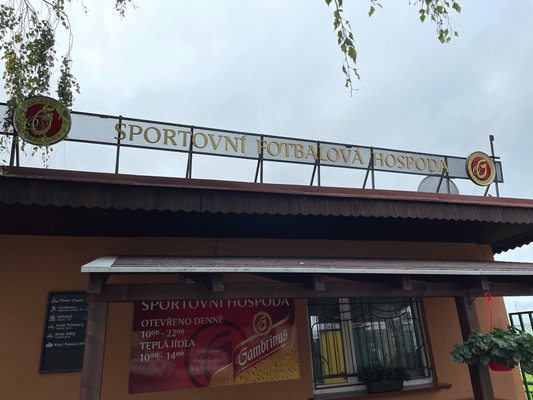 SPORTOVNÍ FOTBALOVÁ HOSPODA
SPORTOVNÍ HOSPODA
OTEVŘENO DENNĚ
10⁰⁰ - 22⁰⁰
TEPLÁ JÍDLA
10⁰⁰ - 14⁰⁰
Gambrinus